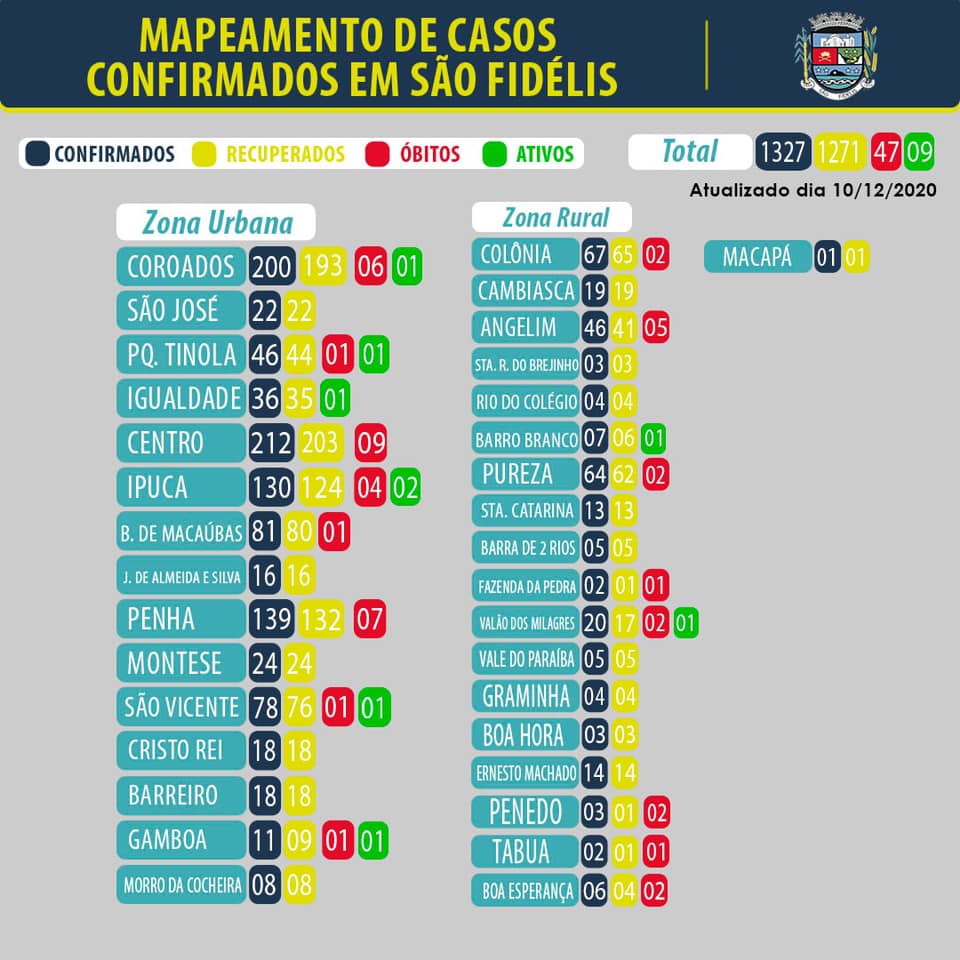 MAPEAMENTO DE CASOS
CONFIRMADOS EM SÃO FIDÉLIS
CONFIRMADOS RECUPERADOS ÓBITOS ATIVOS
Total 1327 1271 47 09
Atualizado dia 10/12/2020
Zona Urbana
COROADOS 200 193 06 01
SÃO JOSÉ 22 22
PQ. TINOLA 46 44 01 01
IGUALDADE 36 35 01
CENTRO 212 203 09
IPUCA 130 124 04 02
B. DE MACAÚBAS 81 80 01
J. DE ALMEIDA E SILVA 16 16
PENHA 139 132 07
MONTESE 24 24
SÃO VICENTE 78 76 01 01
CRISTO REI 18 18
BARREIRO 18 18
GAMBOA 11 09 01 01
MORRO DA COCHEIRA 08 08
Zona Rural
COLÔNIA 67 65 02
CAMBIASCA 19 19
ANGELIM 46 41 05
STA. R. DO BREJINHO 03 03
RIO DO COLÉGIO 04 04
BARRO BRANCO 07 06 01
PUREZA 64 62 02
STA. CATARINA 13 13
BARRA DE 2 RIOS 05 05
FAZENDA DA PEDRA 02 01 01
VALÃO DOS MILAGRES 20 17 02 01
VALE DO PARAÍBA 05 05
GRAMINHA 04 04
BOA HORA 03 03
ERNESTO MACHADO 14 14
PENEDO 03 01 02
TABUA 02 01 01
BOA ESPERANÇA 06 04 02
MACAPÁ 01 01